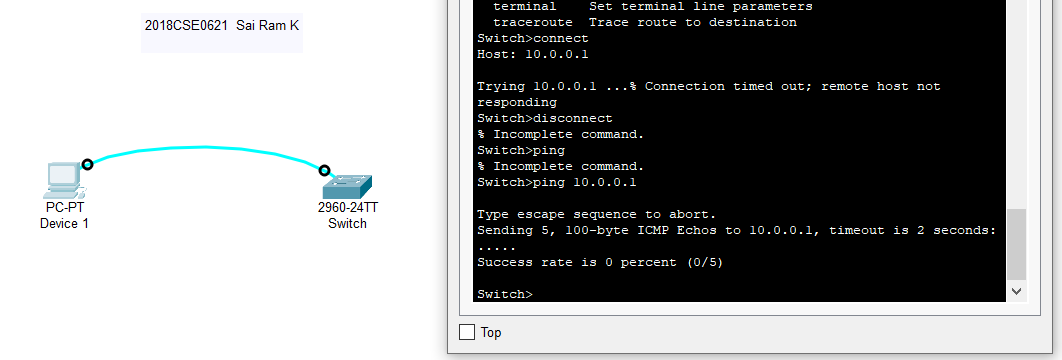 2018CSE0621 Sai Ram K
PC-PT
Device 1
2960-24TT
Switch
terminal Set terminal line parameters
traceroute Trace route to destination
Switch>connect
Host: 10.0.0.1
Trying 10.0.0.1 ...% Connection timed out; remote host not
responding
Switch>disconnect
% Incomplete command.
Switch>ping
% Incomplete command.
Switch>ping 10.0.0.1
Type escape sequence to abort.
Sending 5, 100-byte ICMP Echos to 10.0.0.1, timeout is 2 seconds:
.....
Success rate is 0 percent (0/5)
Switch>
Top